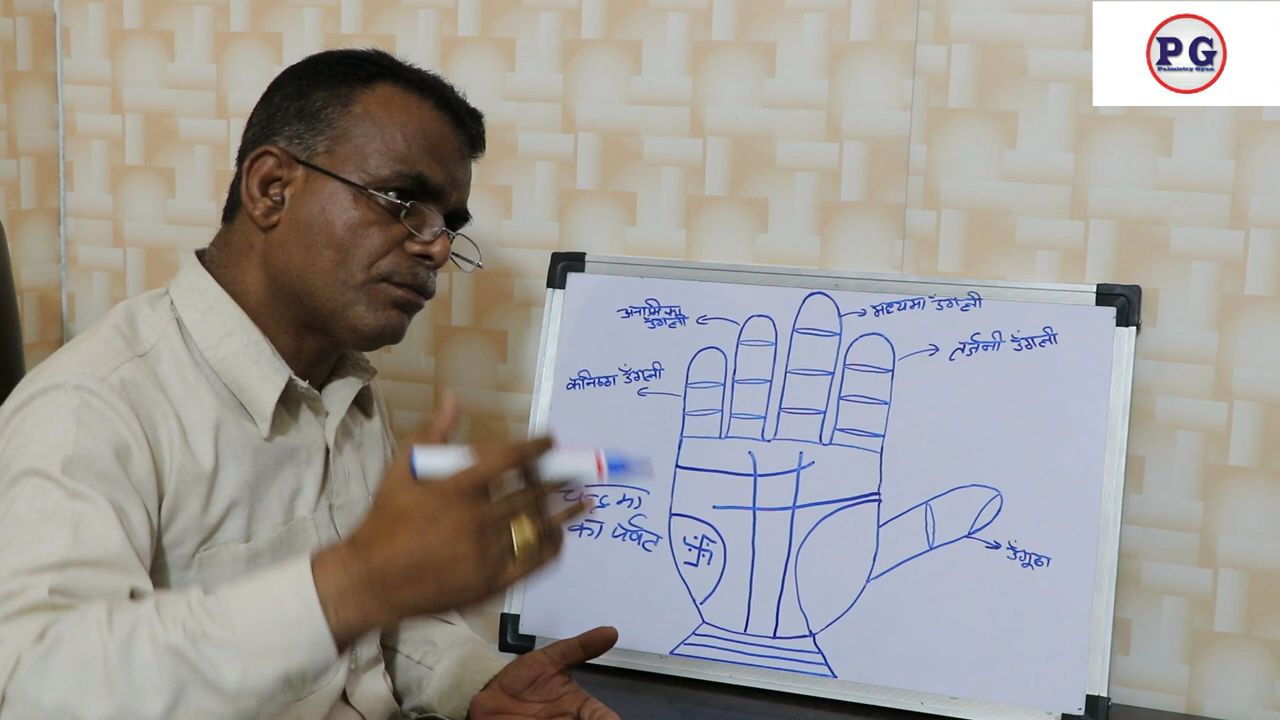 PG
Palmistry Gyan
अनामिका
उंगली
मध्यमा उंगली
तर्जनी उंगली
कनिष्ठा उँगली
चन्द्रमा
का पर्वत
अँगूठा